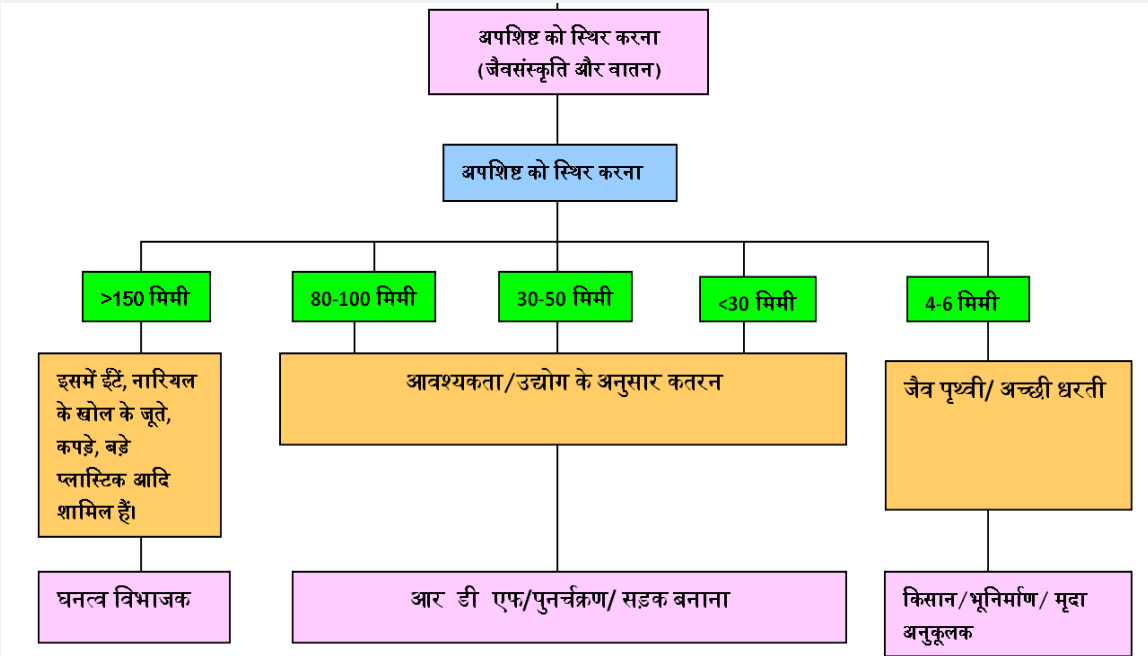 अपशिष्ट को स्थिर करना
(जैवसंस्कृति और वातन)
अपशिष्ट को स्थिर करना
>150 मिमी
80-100 मिमी
30-50 मिमी
<30 मिमी
4-6 मिमी
इसमें ईंटें, नारियल
के खोल के जूते,
कपड़े, बड़े
प्लास्टिक आदि
शामिल हैं।
आवश्यकता/उद्योग के अनुसार कतरन
जैव पृथ्वी/ अच्छी धरती
घनत्व विभाजक
आर डी एफ/पुनर्चक्रण/ सड़क बनाना
किसान/भूनिर्माण/ मृदा
अनुकूलक